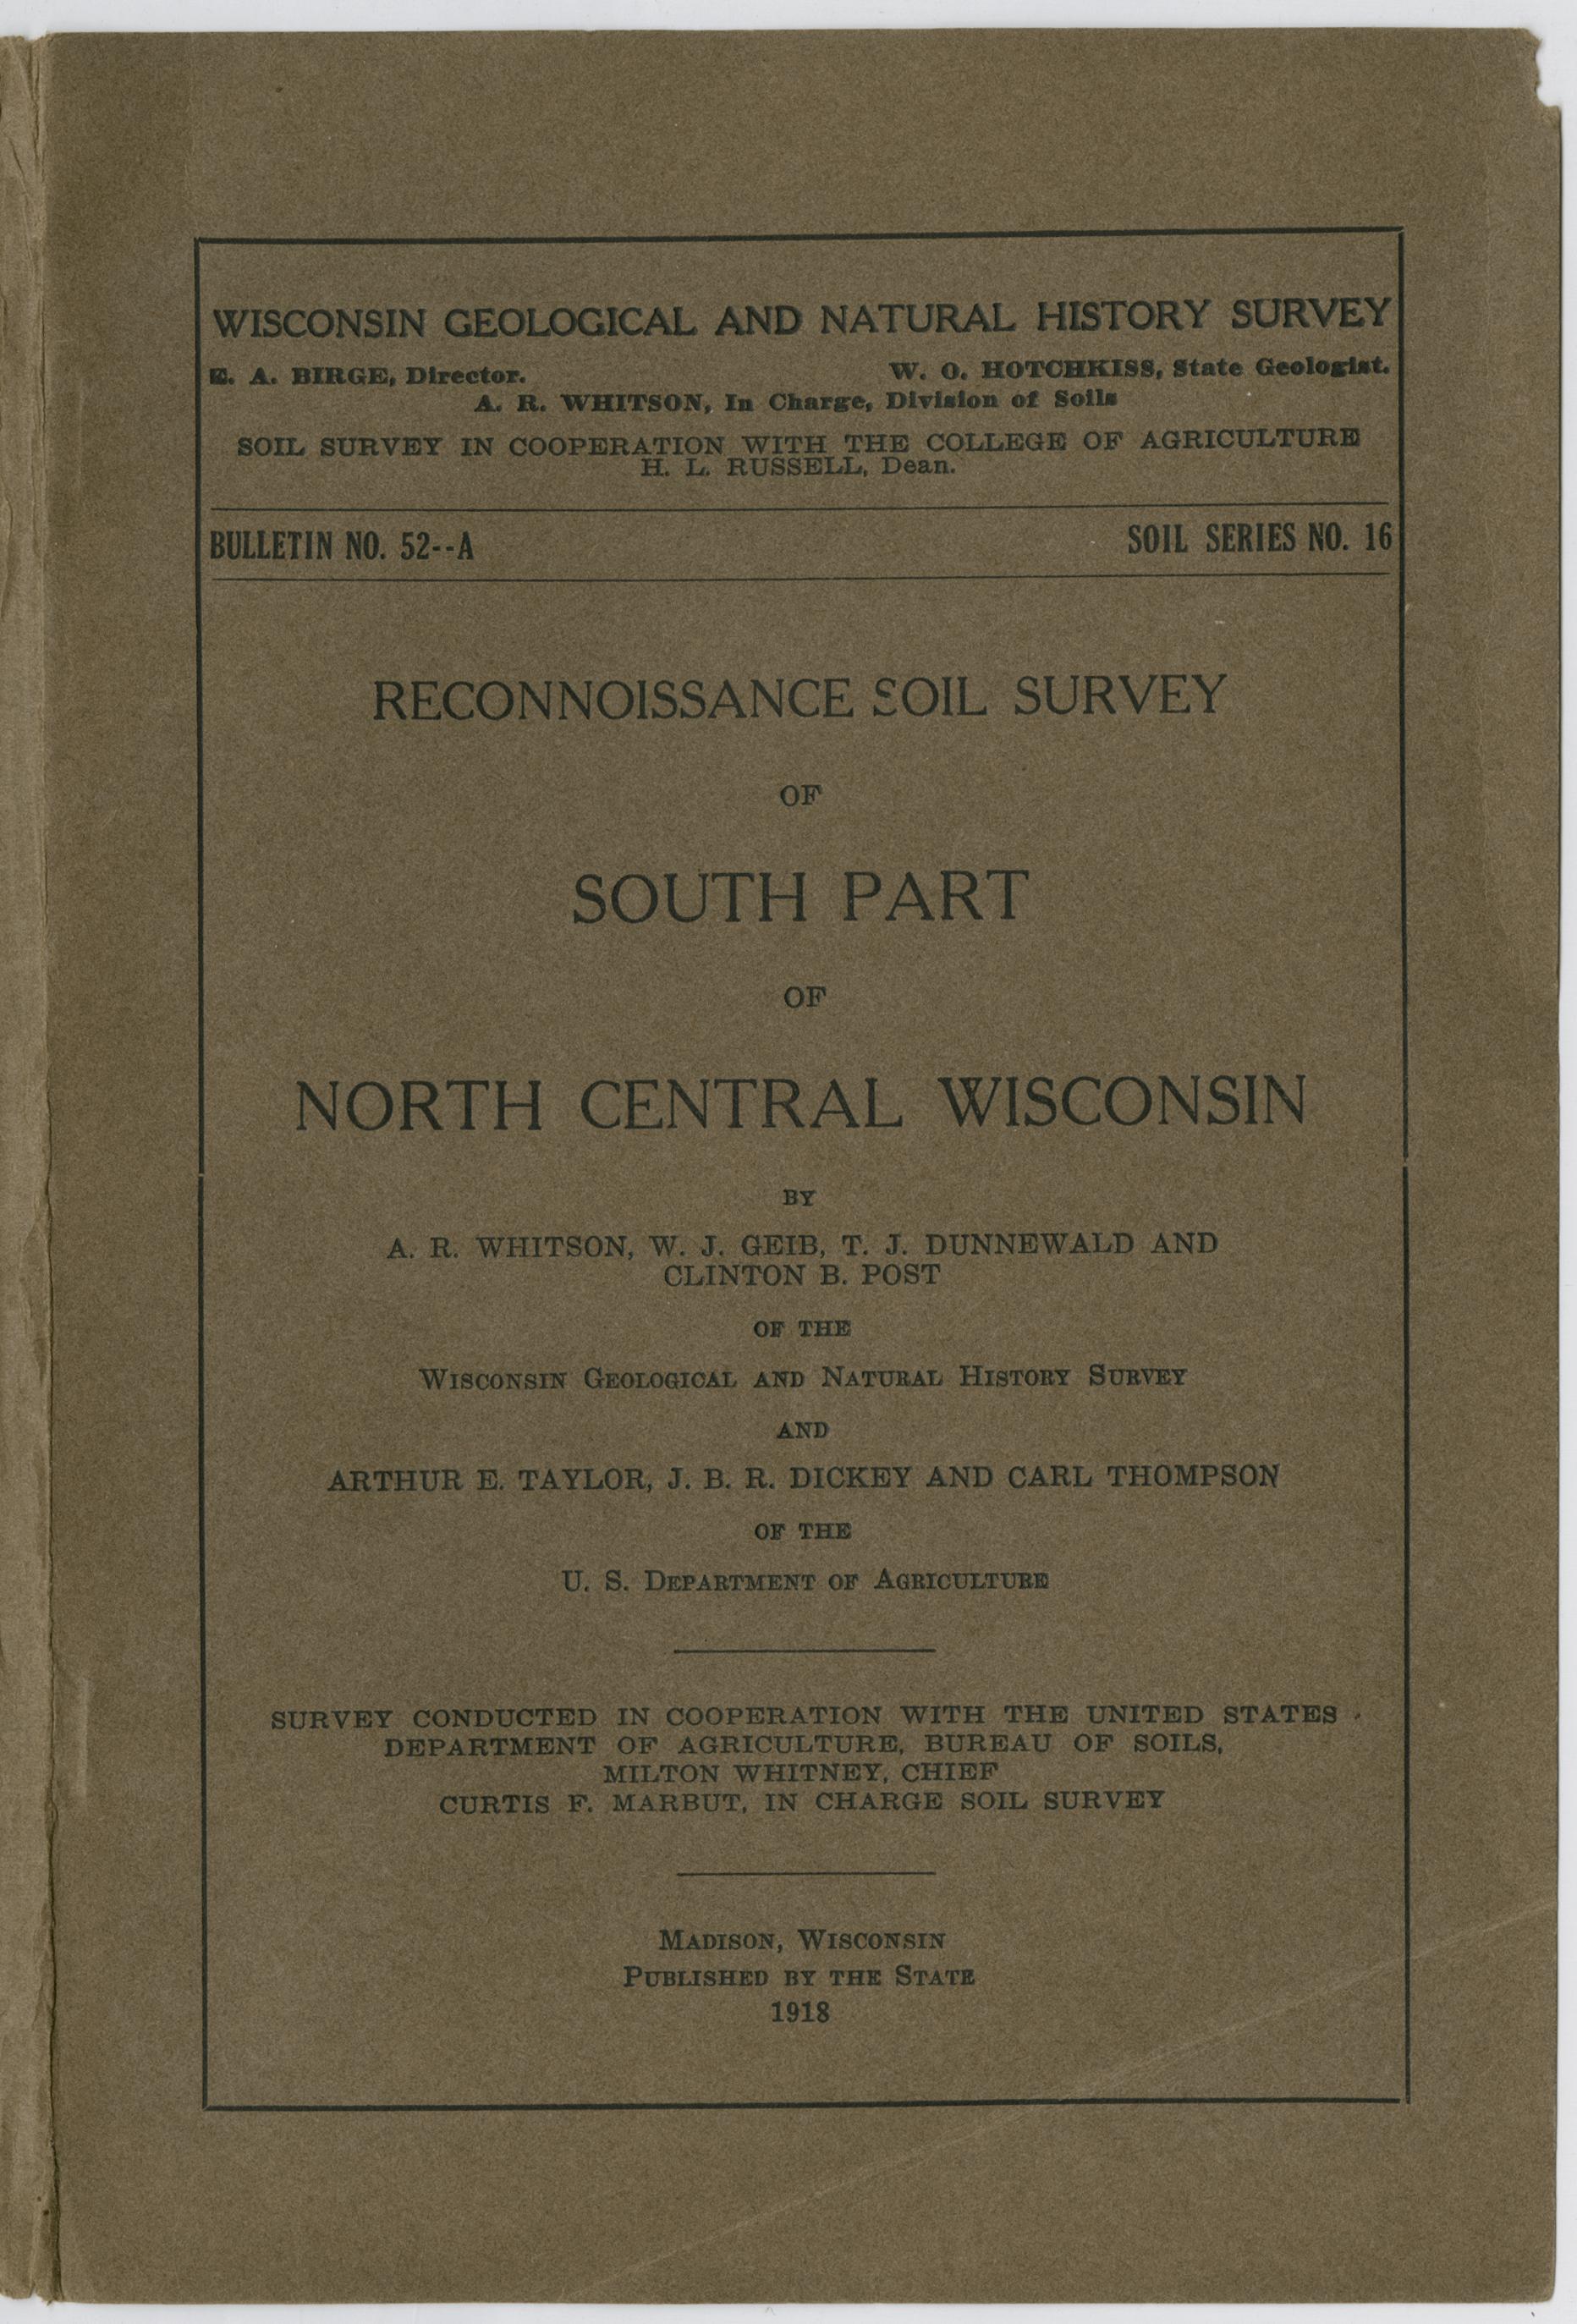 WISCONSIN GEOLOGICAL AND NATURAL HISTORY SURVEY
E. A. BIRGE, Director. W. O. HOTCHKISS, State Geologist.
A. R. WHITSON, In Charge, Division of Soils
SOIL SURVEY IN COOPERATION WITH THE COLLEGE OF AGRICULTURE
H. L. RUSSELL, Dean.
BULLETIN NO. 52--A SOIL SERIES NO. 16
RECONNOISSANCE SOIL SURVEY
OF
SOUTH PART
OF
NORTH CENTRAL WISCONSIN
BY
A. R. WHITSON, W. J. GEIB, T. J. DUNNEWALD AND
CLINTON B. POST
OF THE
WISCONSIN GEOLOGICAL AND NATURAL HISTORY SURVEY
AND
ARTHUR E. TAYLOR, J. B. R. DICKEY AND CARL THOMPSON
OF THE
U. S. DEPARTMENT OF AGRICULTURE
SURVEY CONDUCTED IN COOPERATION WITH THE UNITED STATES
DEPARTMENT OF AGRICULTURE, BUREAU OF SOILS,
MILTON WHITNEY, CHIEF
CURTIS F. MARBUT, IN CHARGE SOIL SURVEY
MADISON, WISCONSIN
PUBLISHED BY THE STATE
1918